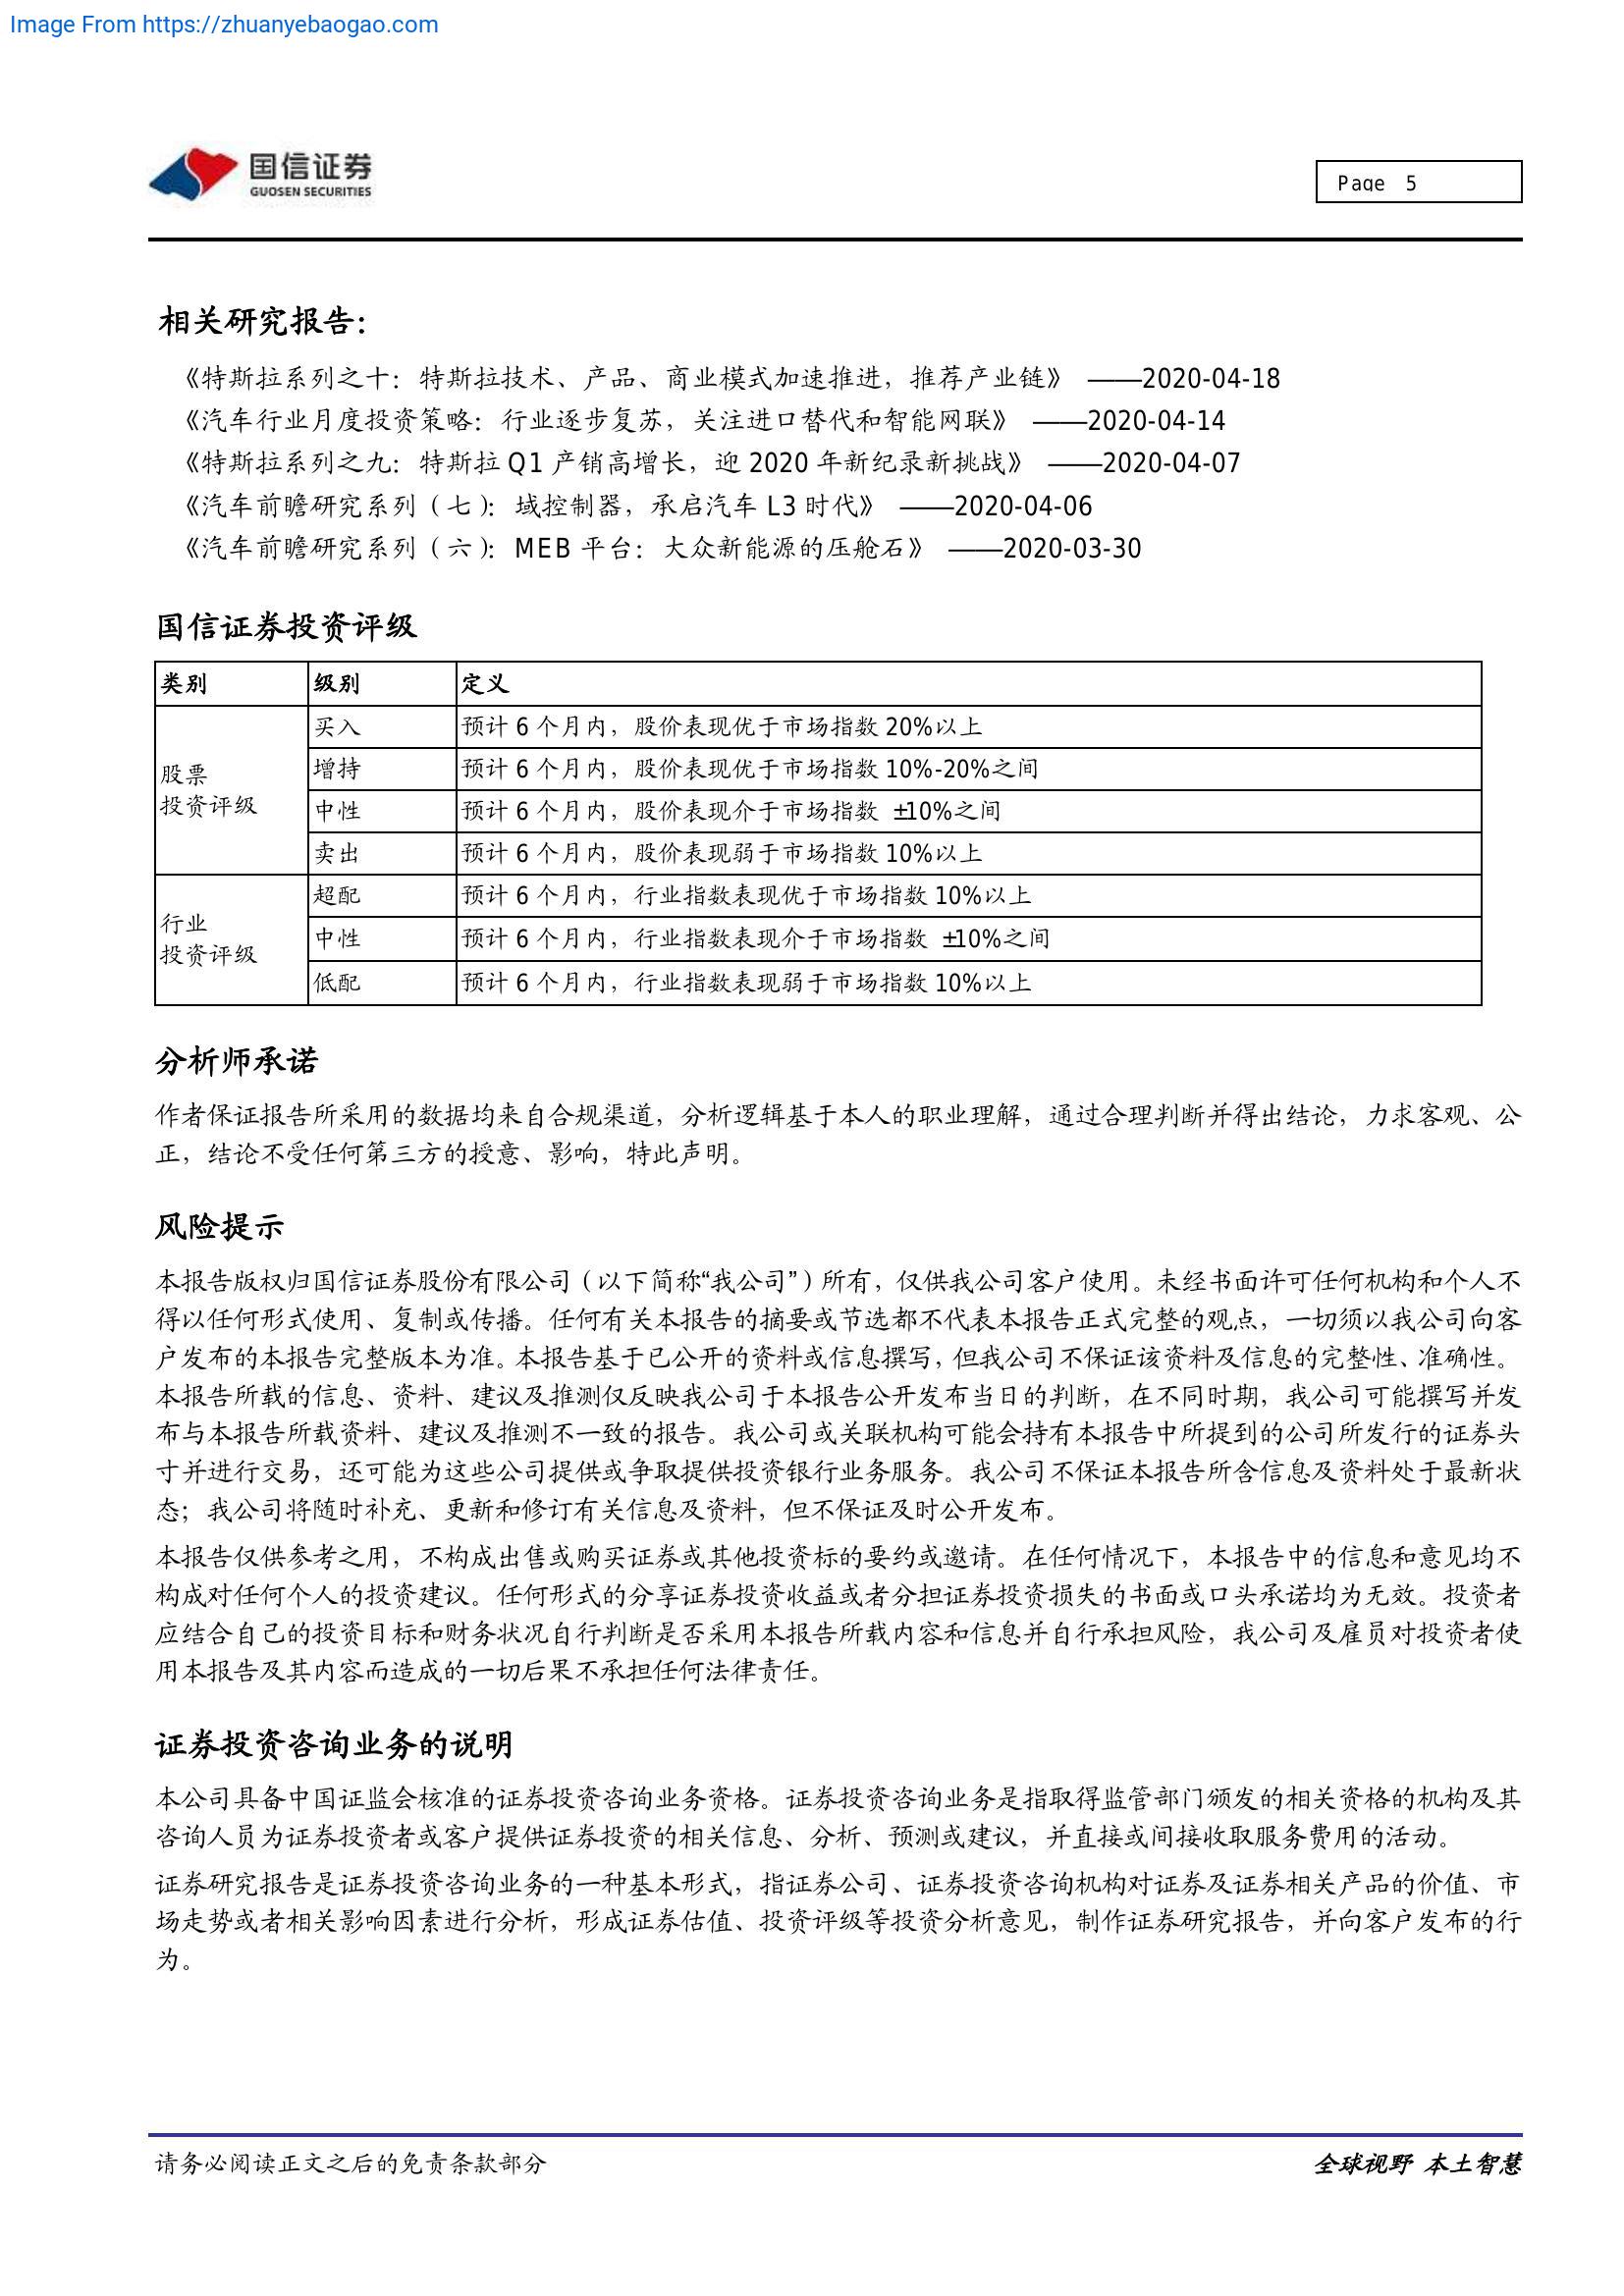 Image From https://zhuanyebaogao.com
国信证券
GUOSEN SECURITIES
Page 5
相关研究报告：
《特斯拉系列之十：特斯拉技术、产品、商业模式加速推进，推荐产业链》 ——2020-04-18
《汽车行业月度投资策略：行业逐步复苏，关注进口替代和智能网联》 ——2020-04-14
《特斯拉系列之九：特斯拉 Q1 产销高增长，迎 2020 年新纪录新挑战》 ——2020-04-07
《汽车前瞻研究系列（七）：域控制器，承启汽车 L3 时代》 ——2020-04-06
《汽车前瞻研究系列（六）：MEB 平台：大众新能源的压舱石》 ——2020-03-30
国信证券投资评级
类别 级别 定义
股票
投资评级
买入 预计 6 个月内，股价表现优于市场指数 20%以上
增持 预计 6 个月内，股价表现优于市场指数 10%-20%之间
中性 预计 6 个月内，股价表现介于市场指数 ±10%之间
卖出 预计 6 个月内，股价表现弱于市场指数 10%以上
行业
投资评级
超配 预计 6 个月内，行业指数表现优于市场指数 10%以上
中性 预计 6 个月内，行业指数表现介于市场指数 ±10%之间
低配 预计 6 个月内，行业指数表现弱于市场指数 10%以上
分析师承诺
作者保证报告所采用的数据均来自合规渠道，分析逻辑基于本人的职业理解，通过合理判断并得出结论，力求客观、公
正，结论不受任何第三方的授意、影响，特此声明。
风险提示
本报告版权归国信证券股份有限公司（以下简称“我公司”）所有，仅供我公司客户使用。未经书面许可任何机构和个人不
得以任何形式使用、复制或传播。任何有关本报告的摘要或节选都不代表本报告正式完整的观点，一切须以我公司向客
户发布的本报告完整版本为准。本报告基于已公开的资料或信息撰写，但我公司不保证该资料及信息的完整性、准确性。
本报告所载的信息、资料、建议及推测仅反映我公司于本报告公开发布当日的判断，在不同时期，我公司可能撰写并发
布与本报告所载资料、建议及推测不一致的报告。我公司或关联机构可能会持有本报告中所提到的公司所发行的证券头
寸并进行交易，还可能为这些公司提供或争取提供投资银行业务服务。我公司不保证本报告所含信息及资料处于最新状
态；我公司将随时补充、更新和修订有关信息及资料，但不保证及时公开发布。
本报告仅供参考之用，不构成出售或购买证券或其他投资标的要约或邀请。在任何情况下，本报告中的信息和意见均不
构成对任何个人的投资建议。任何形式的分享证券投资收益或者分担证券投资损失的书面或口头承诺均为无效。投资者
应结合自己的投资目标和财务状况自行判断是否采用本报告所载内容和信息并自行承担风险，我公司及雇员对投资者使
用本报告及其内容而造成的一切后果不承担任何法律责任。
证券投资咨询业务的说明
本公司具备中国证监会核准的证券投资咨询业务资格。证券投资咨询业务是指取得监管部门颁发的相关资格的机构及其
咨询人员为证券投资者或客户提供证券投资的相关信息、分析、预测或建议，并直接或间接收取服务费用的活动。
证券研究报告是证券投资咨询业务的一种基本形式，指证券公司、证券投资咨询机构对证券及证券相关产品的价值、市
场走势或者相关影响因素进行分析，形成证券估值、投资评级等投资分析意见，制作证券研究报告，并向客户发布的行
为。
请务必阅读正文之后的免责条款部分
全球视野 本土智慧